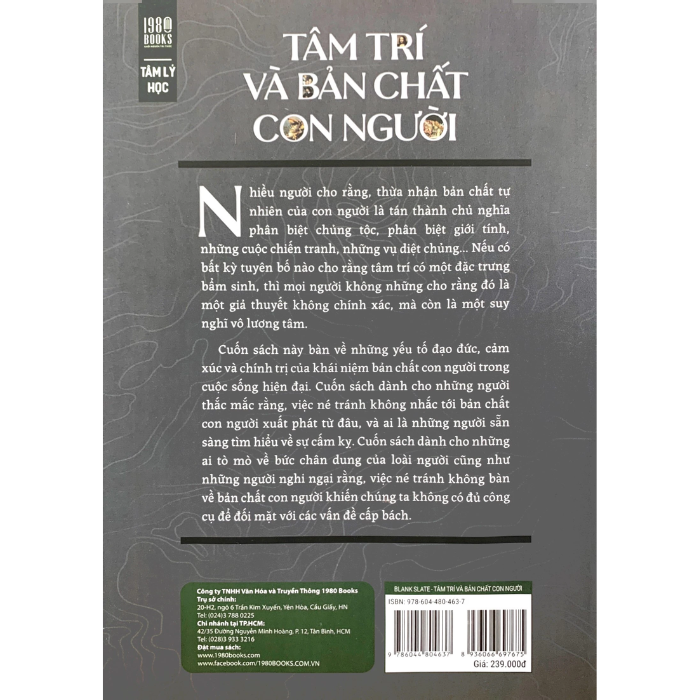 1980
BOOKS
TÂM LÝ
HỌC
TÂM TRÍ
VÀ BẢN CHẤT
CON NGƯỜI
Nhiều người cho rằng, thừa nhận bản chất tự
nhiên của con người là tán thành chủ nghĩa
phân biệt chủng tộc, phân biệt giới tính,
những cuộc chiến tranh, những vụ diệt chủng... Nếu có
bất kỳ tuyên bố nào cho rằng tâm trí có một đặc trưng
bẩm sinh, thì mọi người không những cho rằng đó là
một giả thuyết không chính xác, mà còn là một suy
nghĩ vô lương tâm.
Cuốn sách này bàn về những yếu tố đạo đức, cảm
xúc và chính trị của khái niệm bản chất con người trong
cuộc sống hiện đại. Cuốn sách dành cho những người
thắc mắc rằng, việc né tránh không nhắc tới bản chất
con người xuất phát từ đâu, và ai là những người sẵn
sàng tìm hiểu về sự cấm kỵ. Cuốn sách dành cho những
ai tò mò về bức chân dung của loài người cũng như
những người nghi ngại rằng, việc né tránh không bàn
về bản chất con người khiến chúng ta không có đủ công
cụ để đối mặt với các vấn đề cấp bách.
Công ty TNHH Văn Hóa và Truyền Thông 1980 Books
Trụ sở chính:
20-H2, ngõ 6 Trần Kim Xuyến, Yên Hòa, Cầu Giấy, HN
Tel: (024)3 788 0225
Chi nhánh tại TP.HCM:
42/35 Đường Nguyễn Minh Hoàng, P. 12, Tân Bình, HCM
Tel: (028)3 933 3216
Đặt mua sách:
www.1980books.com
www.facebook.com/1980BOOKS.COM.VN
BLANK SLATE - TÂM TRÍ VÀ BẢN CHẤT CON NGƯỜI
ISBN: 978-604-480-463-7
9 786044 804637
8 936066 697675
Giá: 239.000đ